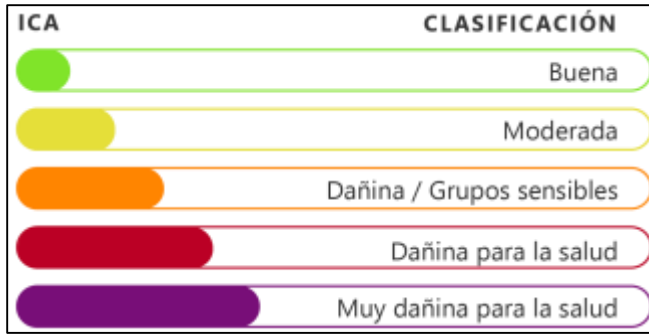 ICA CLASIFICACIÓN
Buena
Moderada
Dañina / Grupos sensibles
Dañina para la salud
Muy dañina para la salud